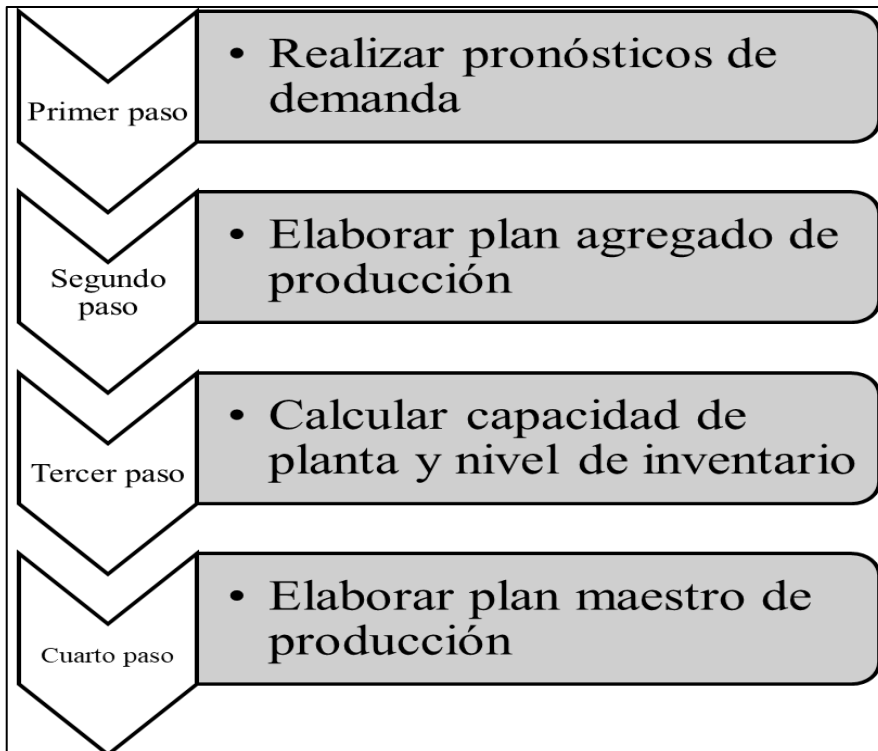 Primer paso
• Realizar pronósticos de
demanda
Segundo
paso
• Elaborar plan agregado de
producción
Tercer paso
• Calcular capacidad de
planta y nivel de inventario
Cuarto paso
• Elaborar plan maestro de
producción